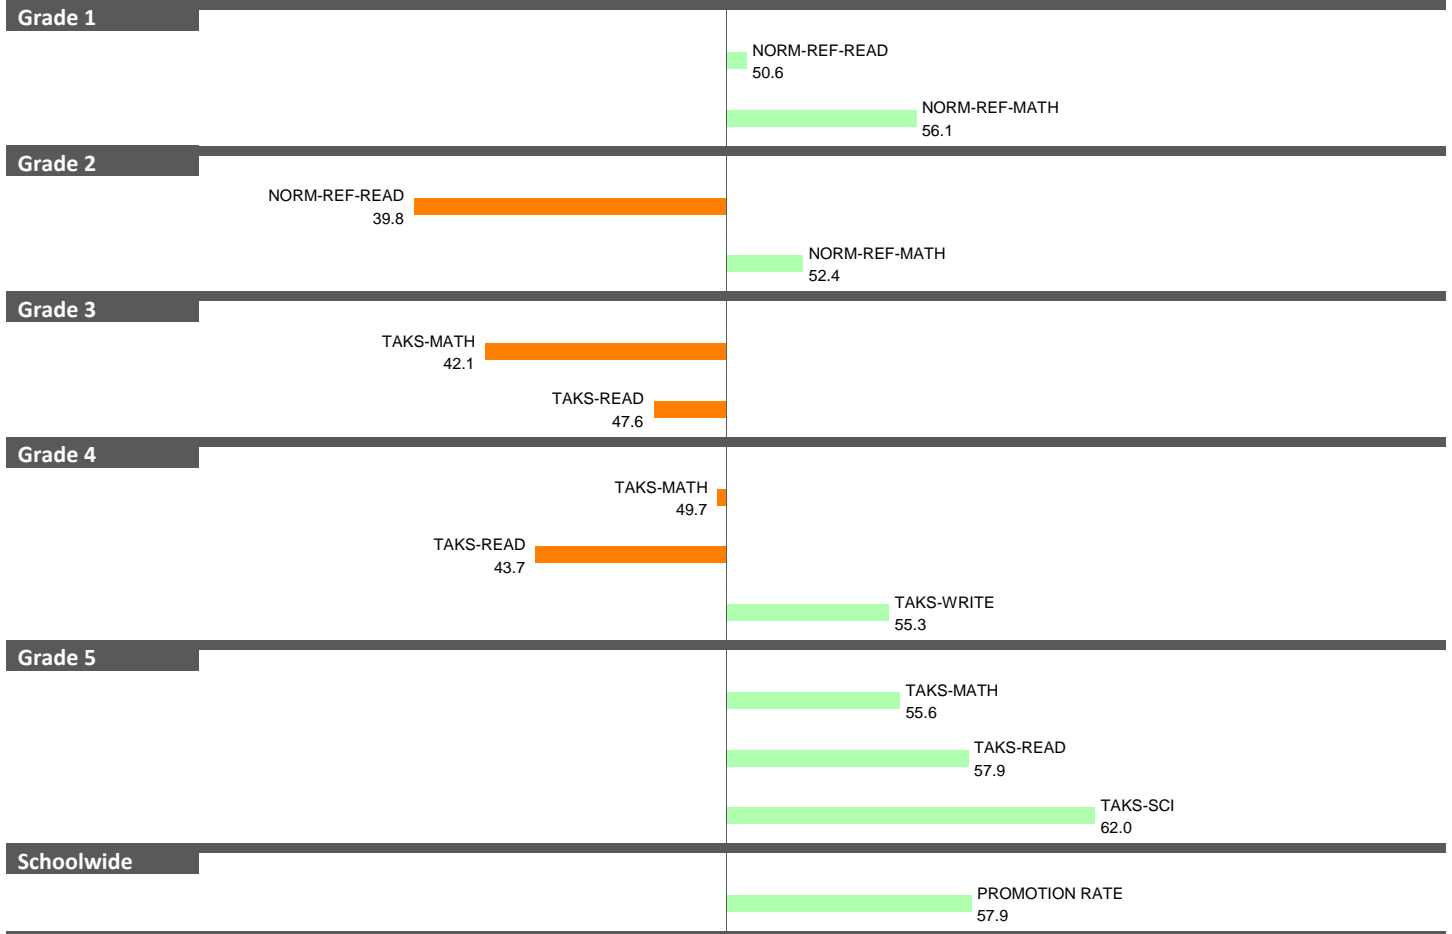 Grade 1
NORM-REF-READ
50.6
NORM-REF-MATH
56.1
Grade 2
NORM-REF-READ
39.8
NORM-REF-MATH
52.4
Grade 3
TAKS-MATH
42.1
TAKS-READ
47.6
Grade 4
TAKS-MATH
49.7
TAKS-READ
43.7
TAKS-WRITE
55.3
Grade 5
TAKS-MATH
55.6
TAKS-READ
57.9
TAKS-SCI
62.0
Schoolwide
PROMOTION RATE
57.9